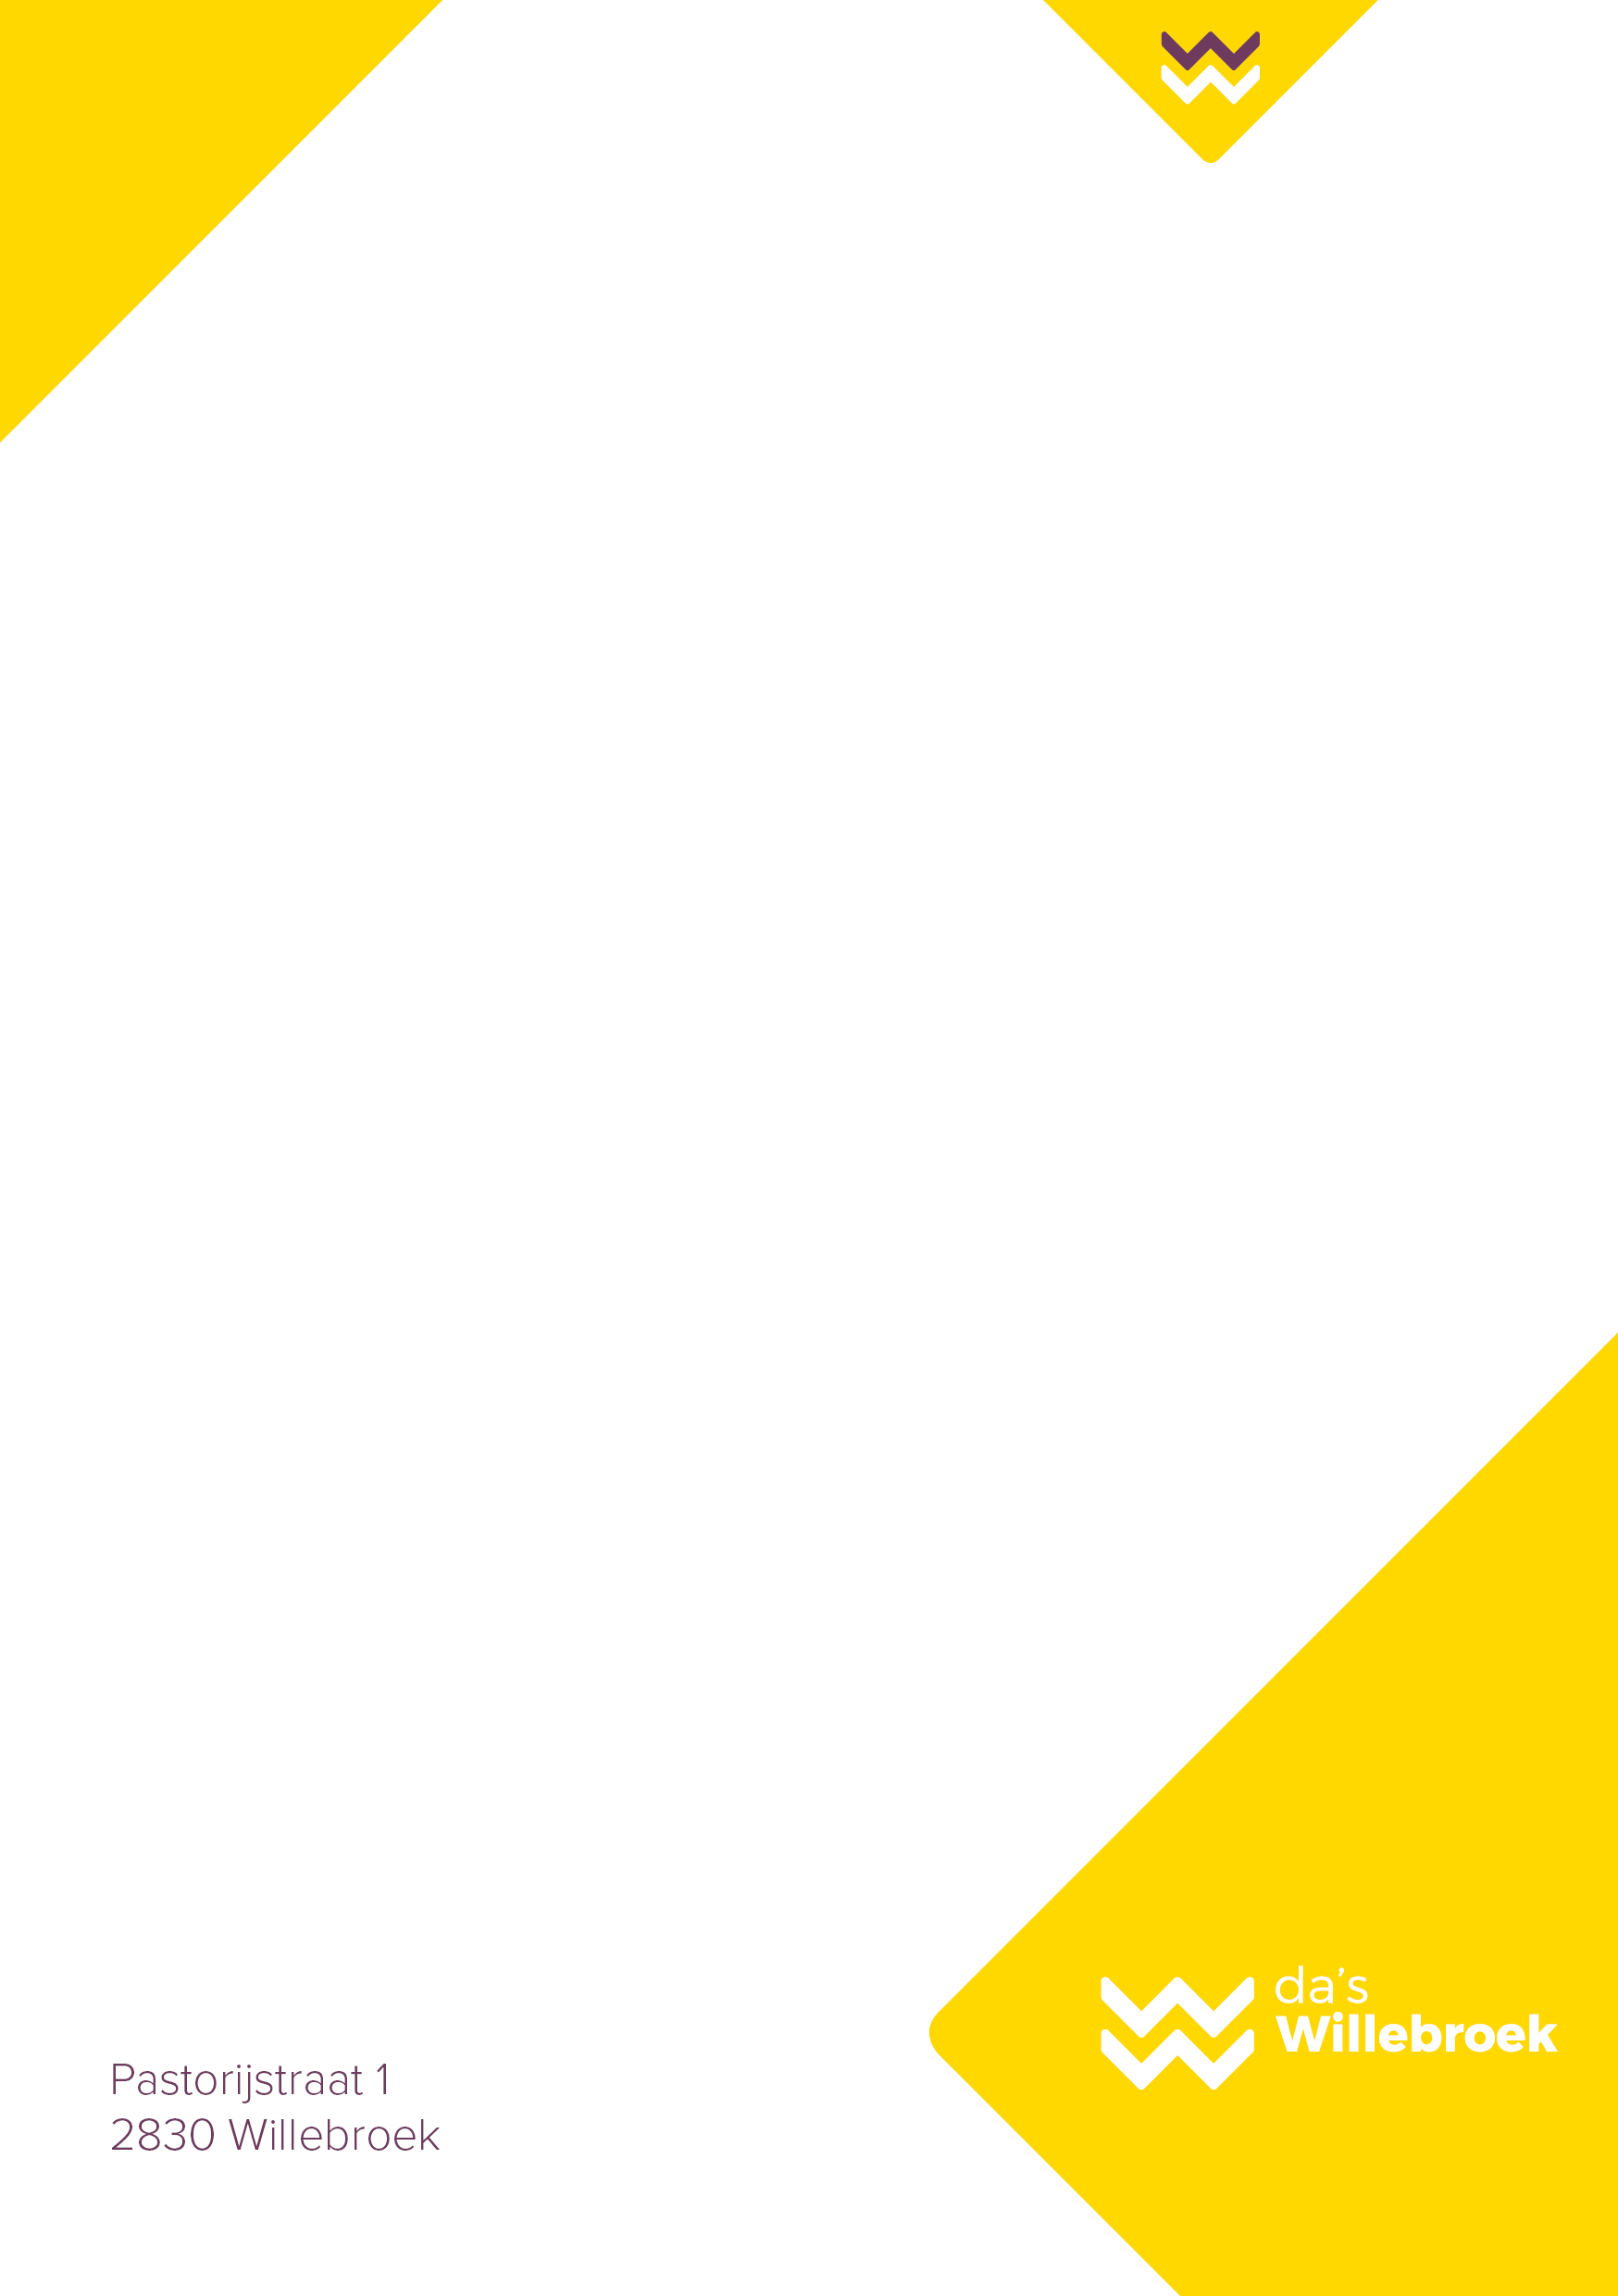 da's
Willebroek
Pastorijstraat 1
2830 Willebroek